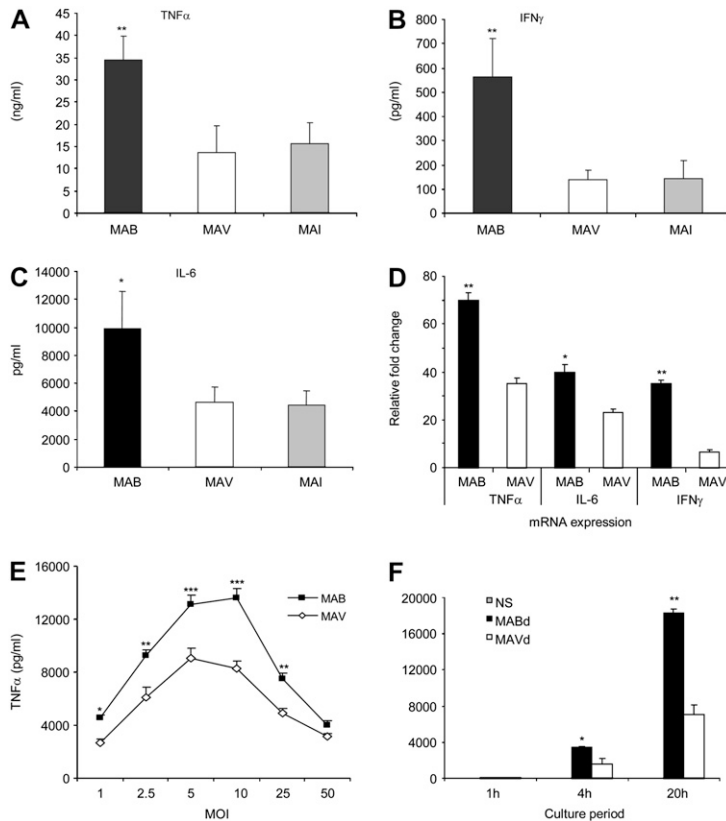 A
TNFα
(ng/ml)
45
40
35
30
25
20
15
10
15
0
MAB MAV MAI
**
B
IFNγ
(pg/ml)
800
700
600
500
400
300
200
100
0
MAB MAV MAI
**
C
IL-6
pg/ml
14000
12000
10000
8000
6000
4000
2000
0
MAB MAV MAI
*
D
Relative fold change
80
60
40
20
0
** * **
MAB MAV MAB MAV MAB MAV
TNFα IL-6 IFNγ
mRNA expression
E
TNFα (pg/ml)
16000
12000
8000
4000
0
MAB
MAV
* ** *** *** **
1 2.5 5 10 25 50
MOI
F
NS
MABd
MAVd
20000
16000
12000
8000
4000
0
* **
1h 4h 20h
Culture period